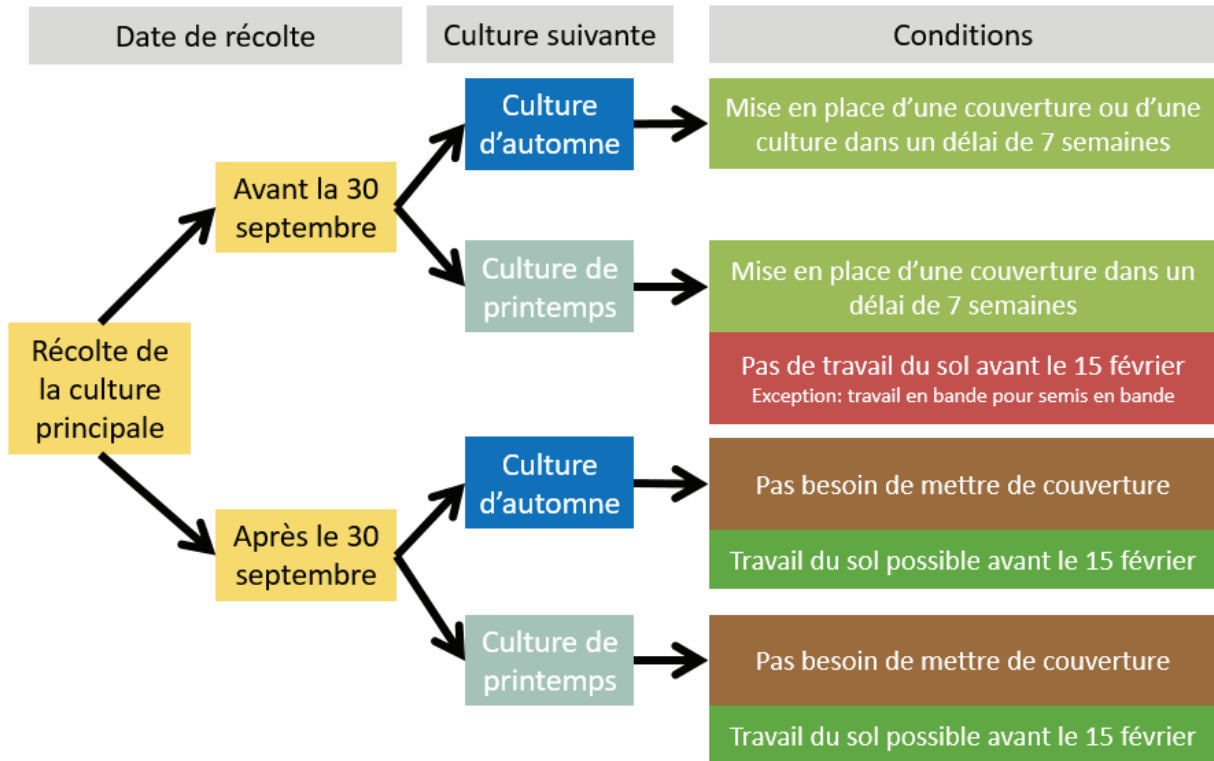 Date de récolte
Culture suivante
Conditions
Récolte de
la culture
principale
Avant la 30
septembre
Culture
d'automne
Mise en place d'une couverture ou d'une
culture dans un délai de 7 semaines
Culture de
printemps
Mise en place d'une couverture dans un
délai de 7 semaines
Pas de travail du sol avant le 15 février
Exception: travail en bande pour semis en bande
Après le 30
septembre
Culture
d'automne
Pas besoin de mettre de couverture
Travail du sol possible avant le 15 février
Culture de
printemps
Pas besoin de mettre de couverture
Travail du sol possible avant le 15 février